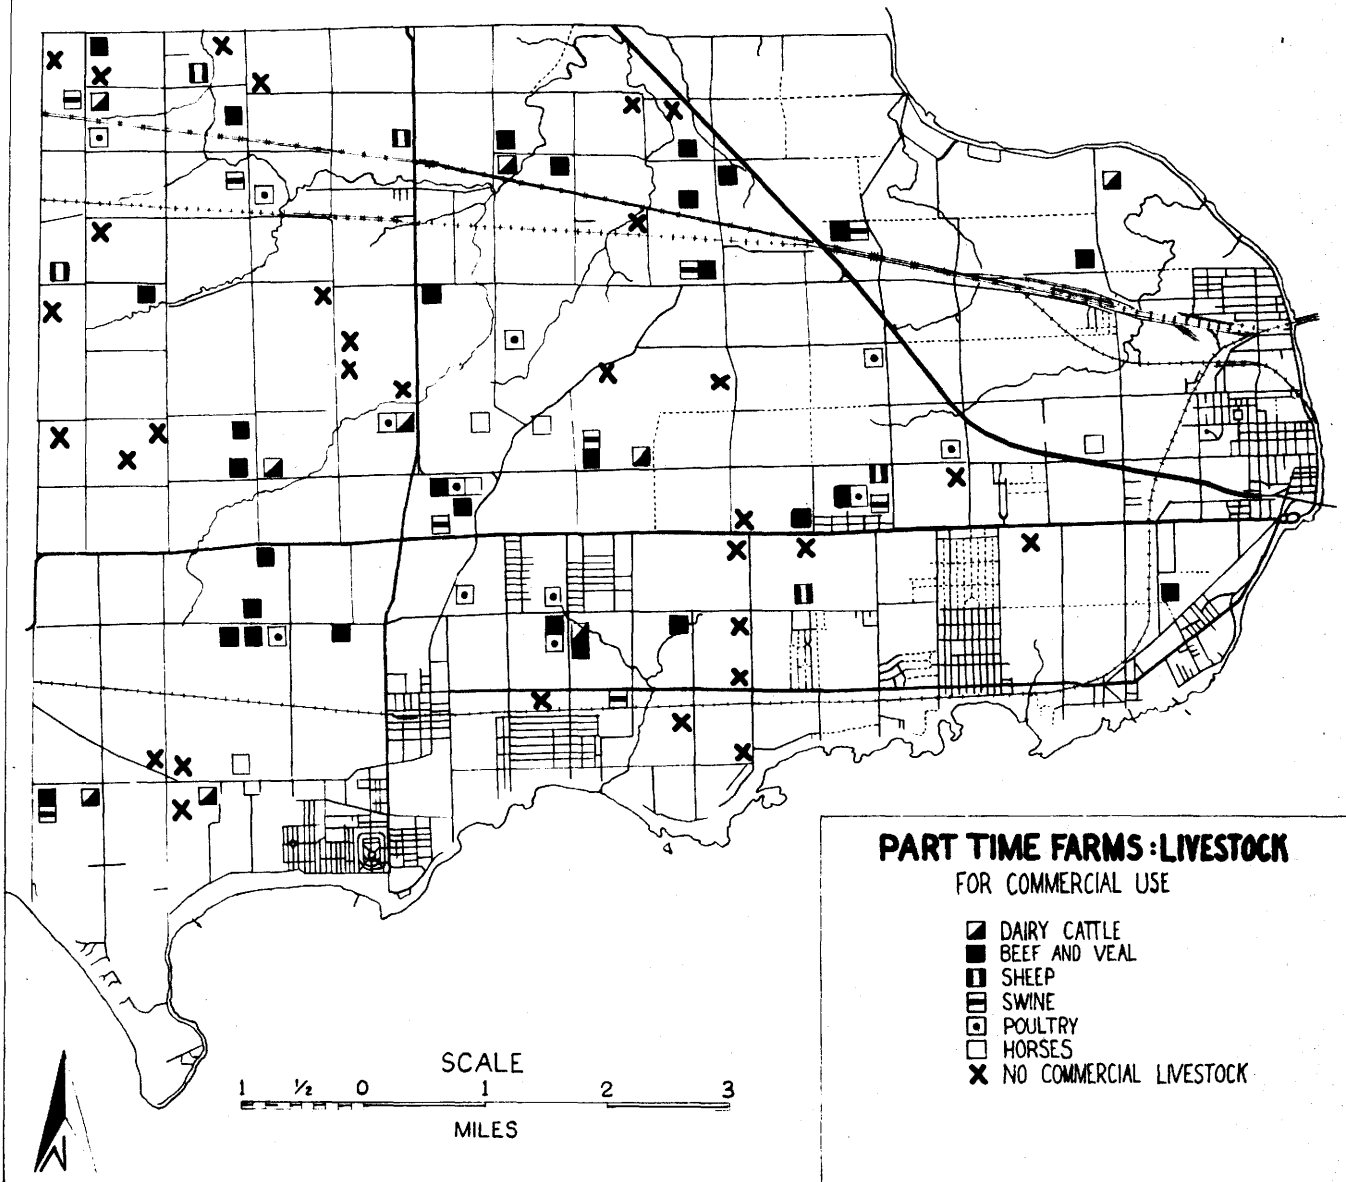 PART TIME FARMS: LIVESTOCK
FOR COMMERCIAL USE
DAIRY CATTLE
BEEF AND VEAL
SHEEP
SWINE
POULTRY
HORSES
NO COMMERCIAL LIVESTOCK
SCALE
1 ½ 0 1 2 3
MILES
N